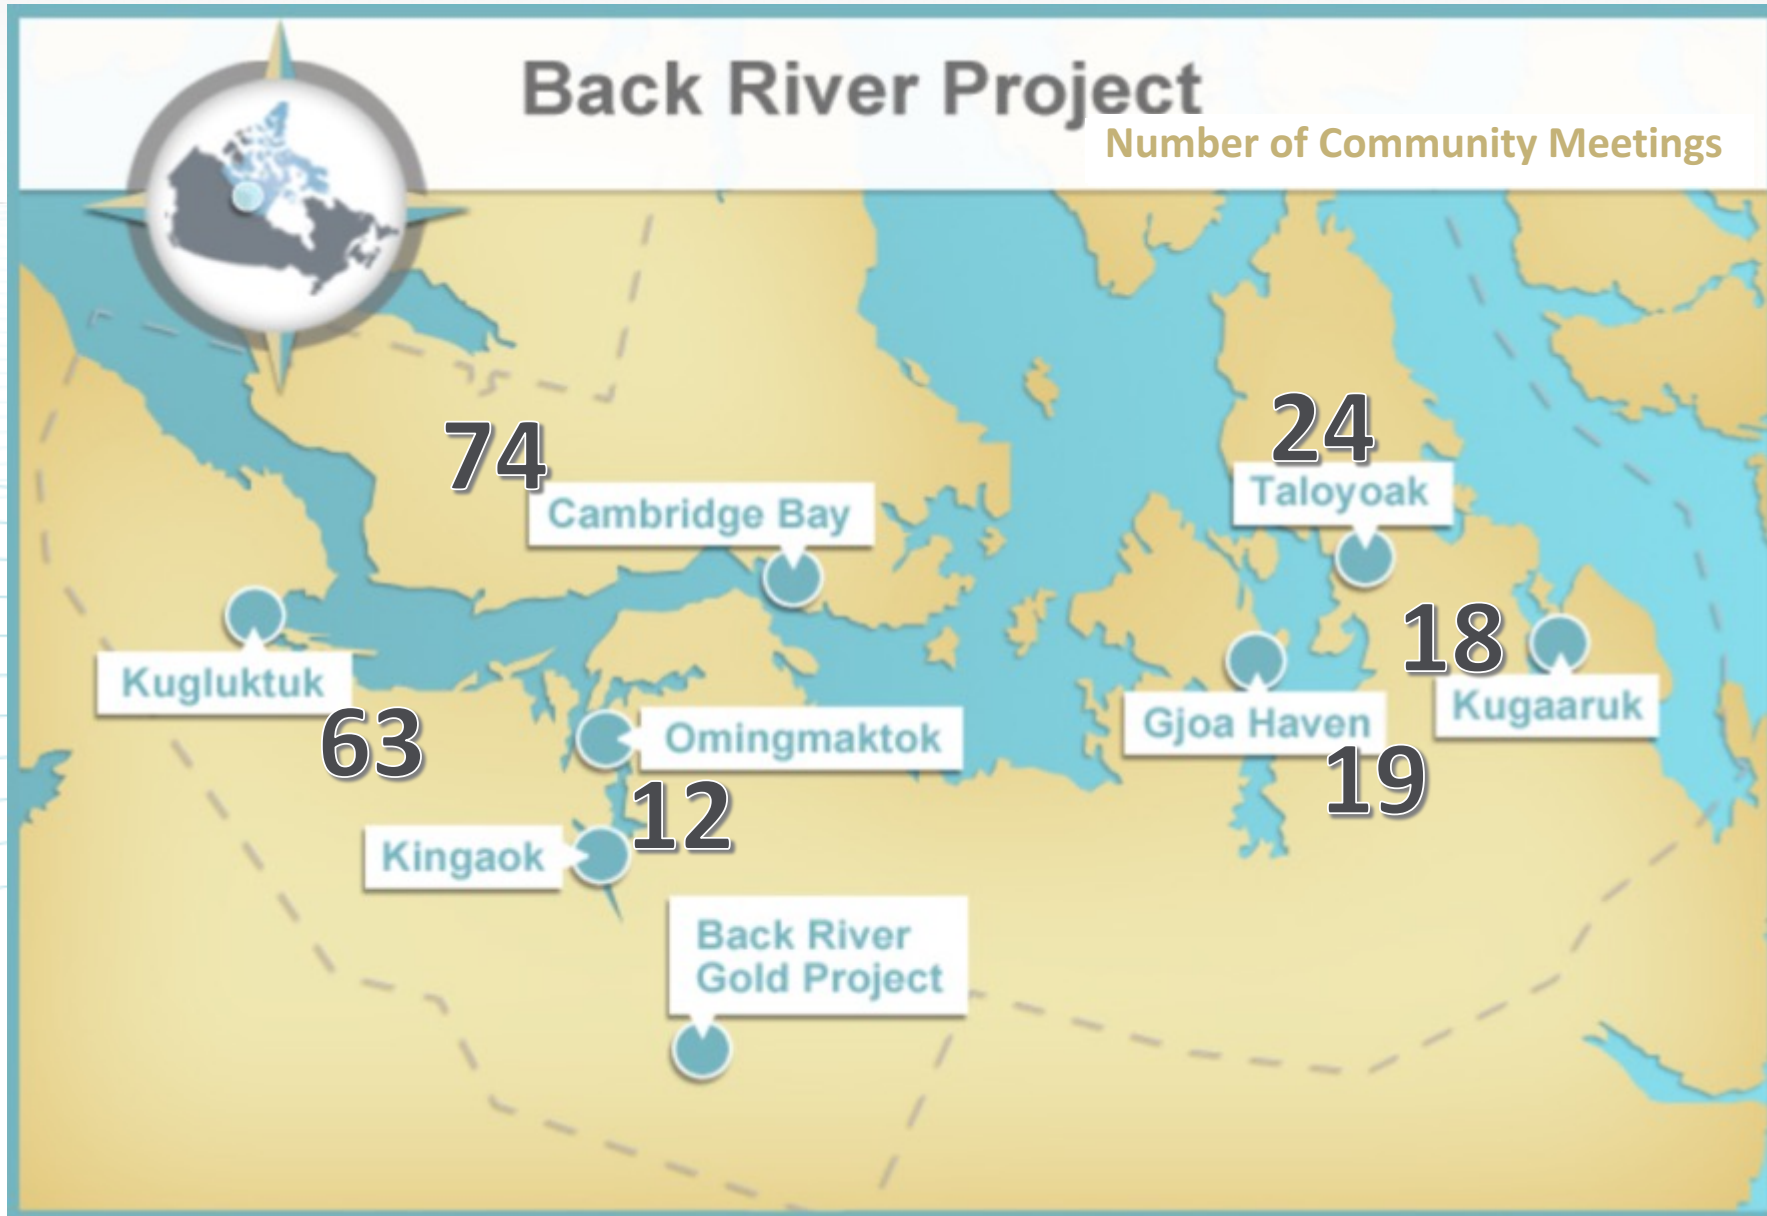 Back River Project
Number of Community Meetings
24
74
Taloyoak
Cambridge Bay
18
Kugluktuk
Kugaaruk
63
Omingmaktok
Gjoa Haven
19
12
Kingaok
Back River
Gold Project